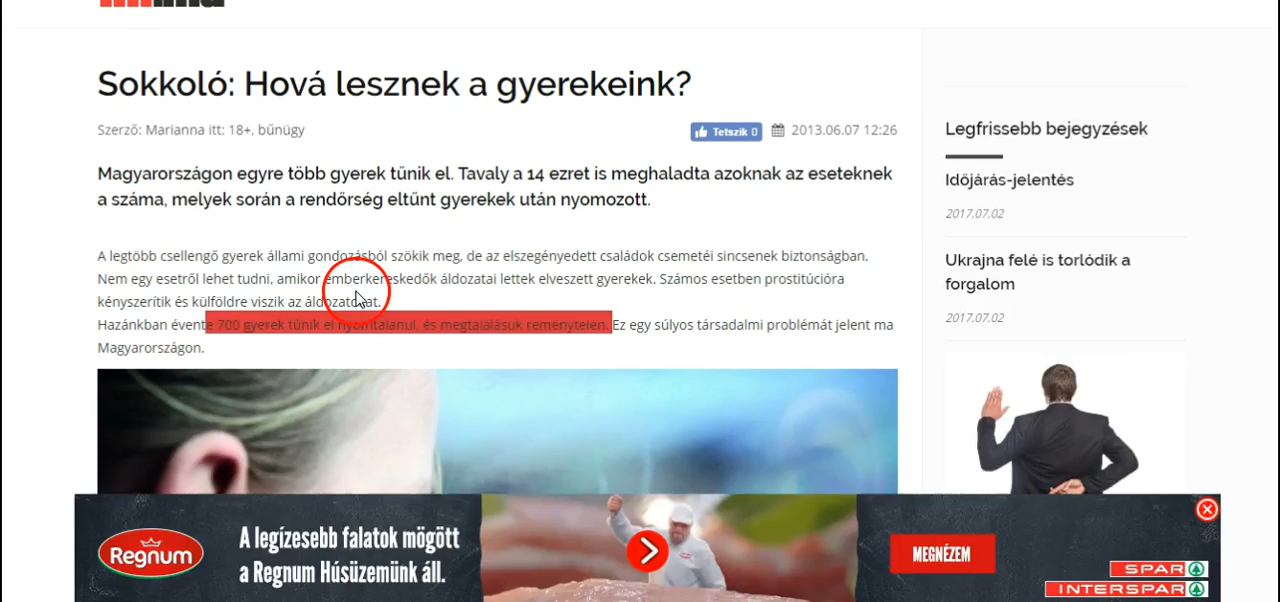 Sokkoló: Hová lesznek a gyerekeink?
Szerző: Marianna itt: 18+, bűnügy
Tetszik 0
2013.06.07 12:26
Magyarországon egyre több gyerek tűnik el. Tavaly a 14 ezret is meghaladta azoknak az eseteknek
a száma, melyek során a rendőrség eltűnt gyerekek után nyomozott.
A legtöbb csellengő gyerek állami gondozásból szökik meg, de az elszegényedett családok csemetéi sincsenek biztonságban.
Nem egy esetről lehet tudni, amikor emberkereskedők áldozatai lettek elveszett gyerekek. Számos esetben prostitúcióra
kényszerítik és külföldre viszik az áldozatokat.
Hazánkban évente 700 gyerek tűnik el nyomtalanul, és megtalálásuk reménytelen. Ez egy súlyos társadalmi problémát jelent ma
Magyarországon.
Legfrissebb bejegyzések
Időjárás-jelentés
2017.07.02
Ukrajna felé is torlódik a
forgalom
2017.07.02
Regnum
A legízesebb falatok mögött
a Regnum Húsüzemünk áll.
MEGNÉZEM
SPAR
INTERSPAR